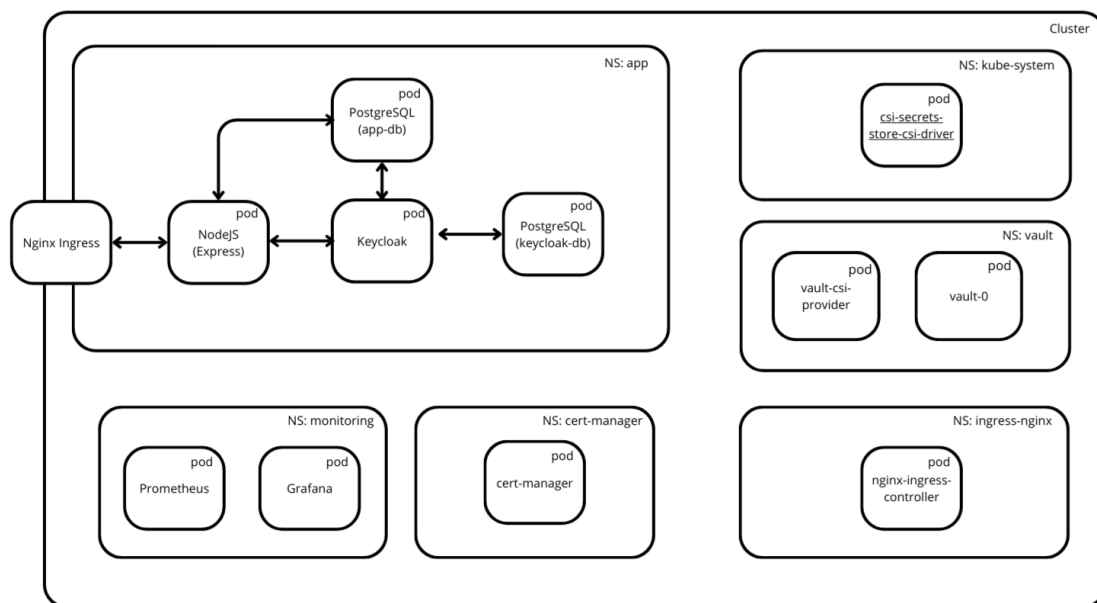 Cluster
NS: app
pod
PostgreSQL
(app-db)
Nginx Ingress
pod
NodeJS
(Express)
pod
Keycloak
pod
PostgreSQL
(keycloak-db)
NS: kube-system
pod
csi-secrets-
store-csi-driver
NS: vault
pod
vault-csi-
provider
pod
vault-0
NS: monitoring
pod
Prometheus
pod
Grafana
NS: cert-manager
pod
cert-manager
NS: ingress-nginx
pod
nginx-ingress-
controller